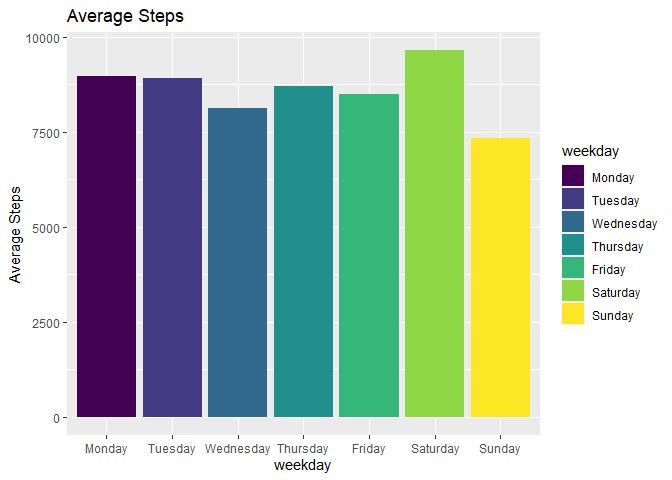 Average Steps
Average Steps
10000
7500
5000
2500
0
Monday Tuesday Wednesday Thursday Friday Saturday Sunday
weekday
weekday
Monday
Tuesday
Wednesday
Thursday
Friday
Saturday
Sunday